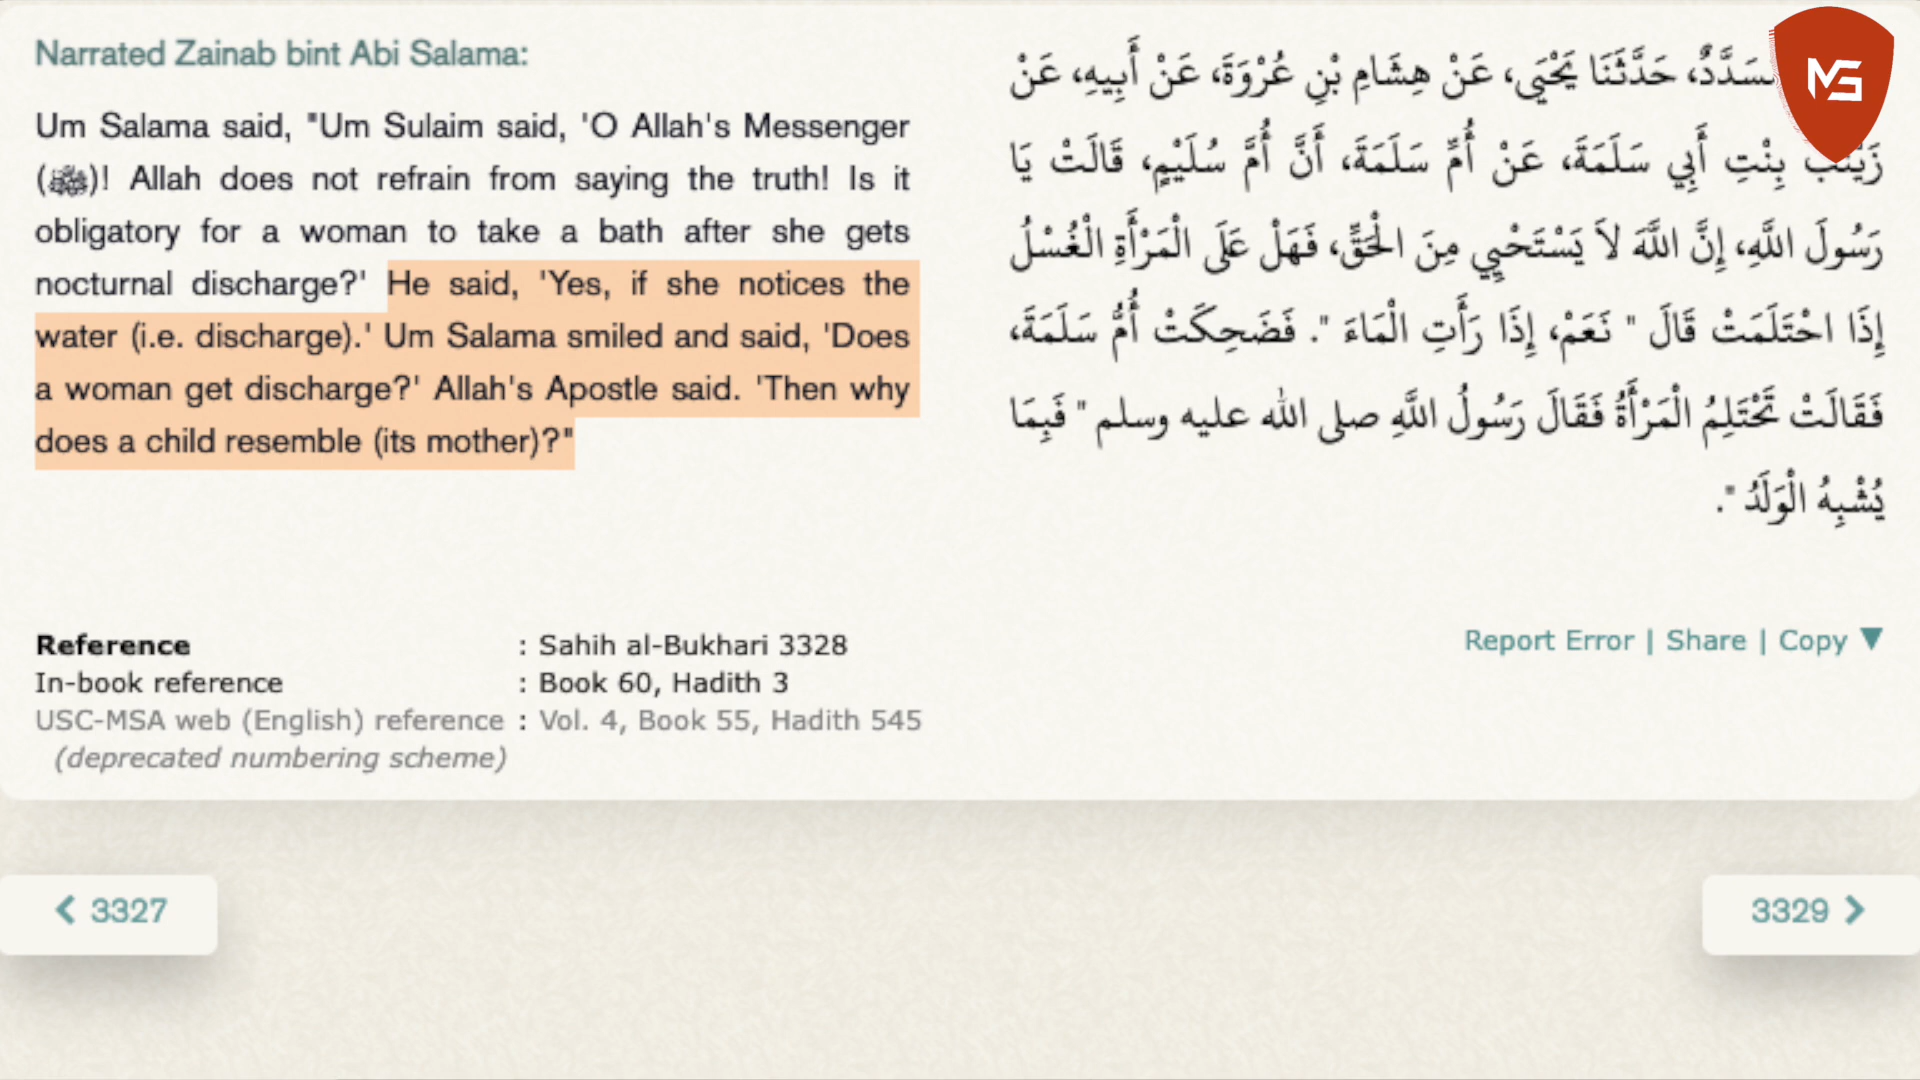 Narrated Zainab bint Abi Salama:
Um Salama said, "Um Sulaim said, 'O Allah's Messenger
(ﷺ)! Allah does not refrain from saying the truth! Is it
obligatory for a woman to take a bath after she gets
nocturnal discharge?' He said, 'Yes, if she notices the
water (i.e. discharge).' Um Salama smiled and said, 'Does
a woman get discharge?' Allah's Apostle said. 'Then why
does a child resemble (its mother)?"
حَدَّثَنَا يَحْيَى، عَنْ هِشَامِ بْنِ عُرْوَةَ، عَنْ أَبِيهِ، عَنْ
زَيْنَبَ بِنْتِ أَبِي سَلَمَةَ، عَنْ أُمِّ سَلَمَةَ، أَنَّ أُمَّ سُلَيْمٍ، قَالَتْ يَا
رَسُولَ اللَّهِ، إِنَّ اللَّهَ لاَ يَسْتَحْيِي مِنَ الْحَقِّ، فَهَلْ عَلَى الْمَرْأَةِ الْغُسْلُ
إِذَا احْتَلَمَتْ قَالَ " نَعَمْ، إِذَا رَأَتِ الْمَاءَ ". فَضَحِكَتْ أُمُّ سَلَمَةَ،
فَقَالَتْ تَحْتَلِمُ الْمَرْأَةُ فَقَالَ رَسُولُ اللَّهِ صلى الله عليه وسلم " فَبِمَا
يُشْبِهُ الْوَلَدُ ".
Reference : Sahih al-Bukhari 3328
In-book reference : Book 60, Hadith 3
USC-MSA web (English) reference : Vol. 4, Book 55, Hadith 545
(deprecated numbering scheme)
Report Error | Share | Copy ▼
3327
3329